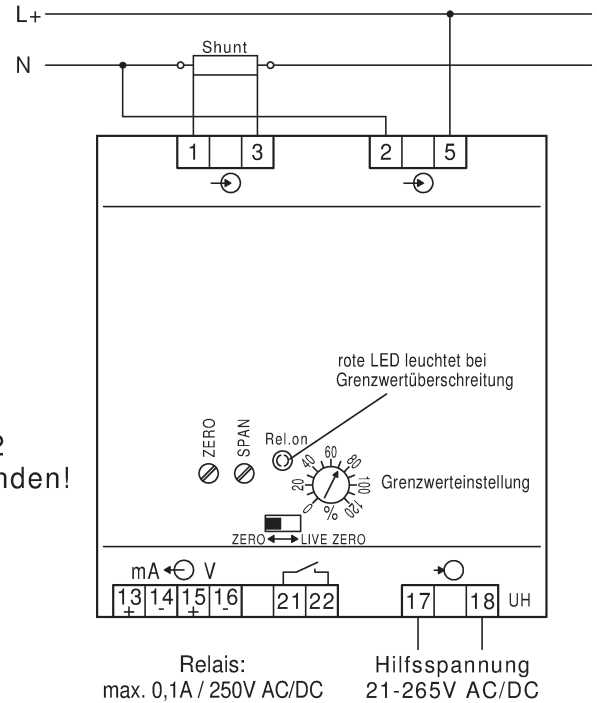 L+
N
Shunt
1 3 2 5
rote LED leuchtet bei
Grenzwertüberschreitung
2
nden!
ZERO
SPAN
Rel.on
0 20 40 60 80 100 120
%
Grenzwerteinstellung
ZERO LIVE ZERO
mA V
13 14 15 16 21 22 17 18 UH
+ - + -
Relais:
max. 0,1A / 250V AC/DC
Hilfsspannung
21-265V AC/DC